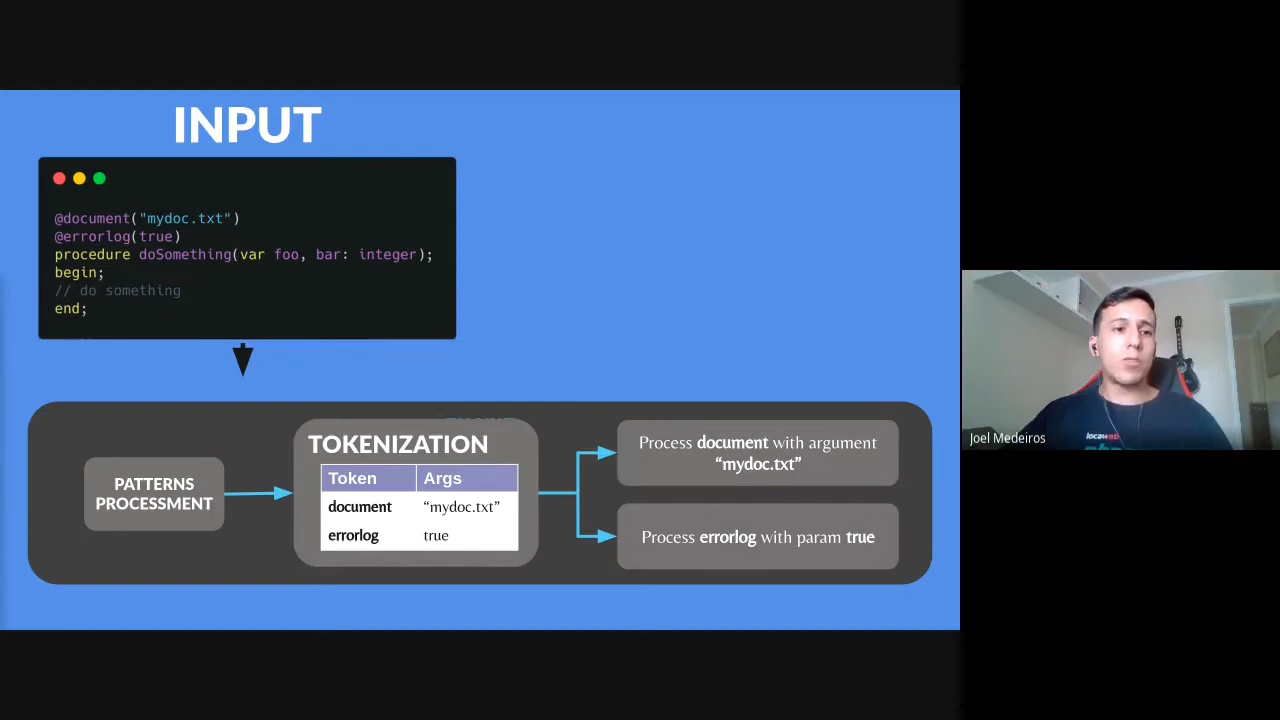 INPUT
@document("mydoc.txt")
@errorlog(true)
procedure doSomething(var foo, bar: integer);
begin;
// do something
end;
PATTERNS
PROCESSMENT
TOKENIZATION
Token Args
document “mydoc.txt”
errorlog true
Process document with argument
“mydoc.txt”
Process errorlog with param true
locaweb
Joel Medeiros